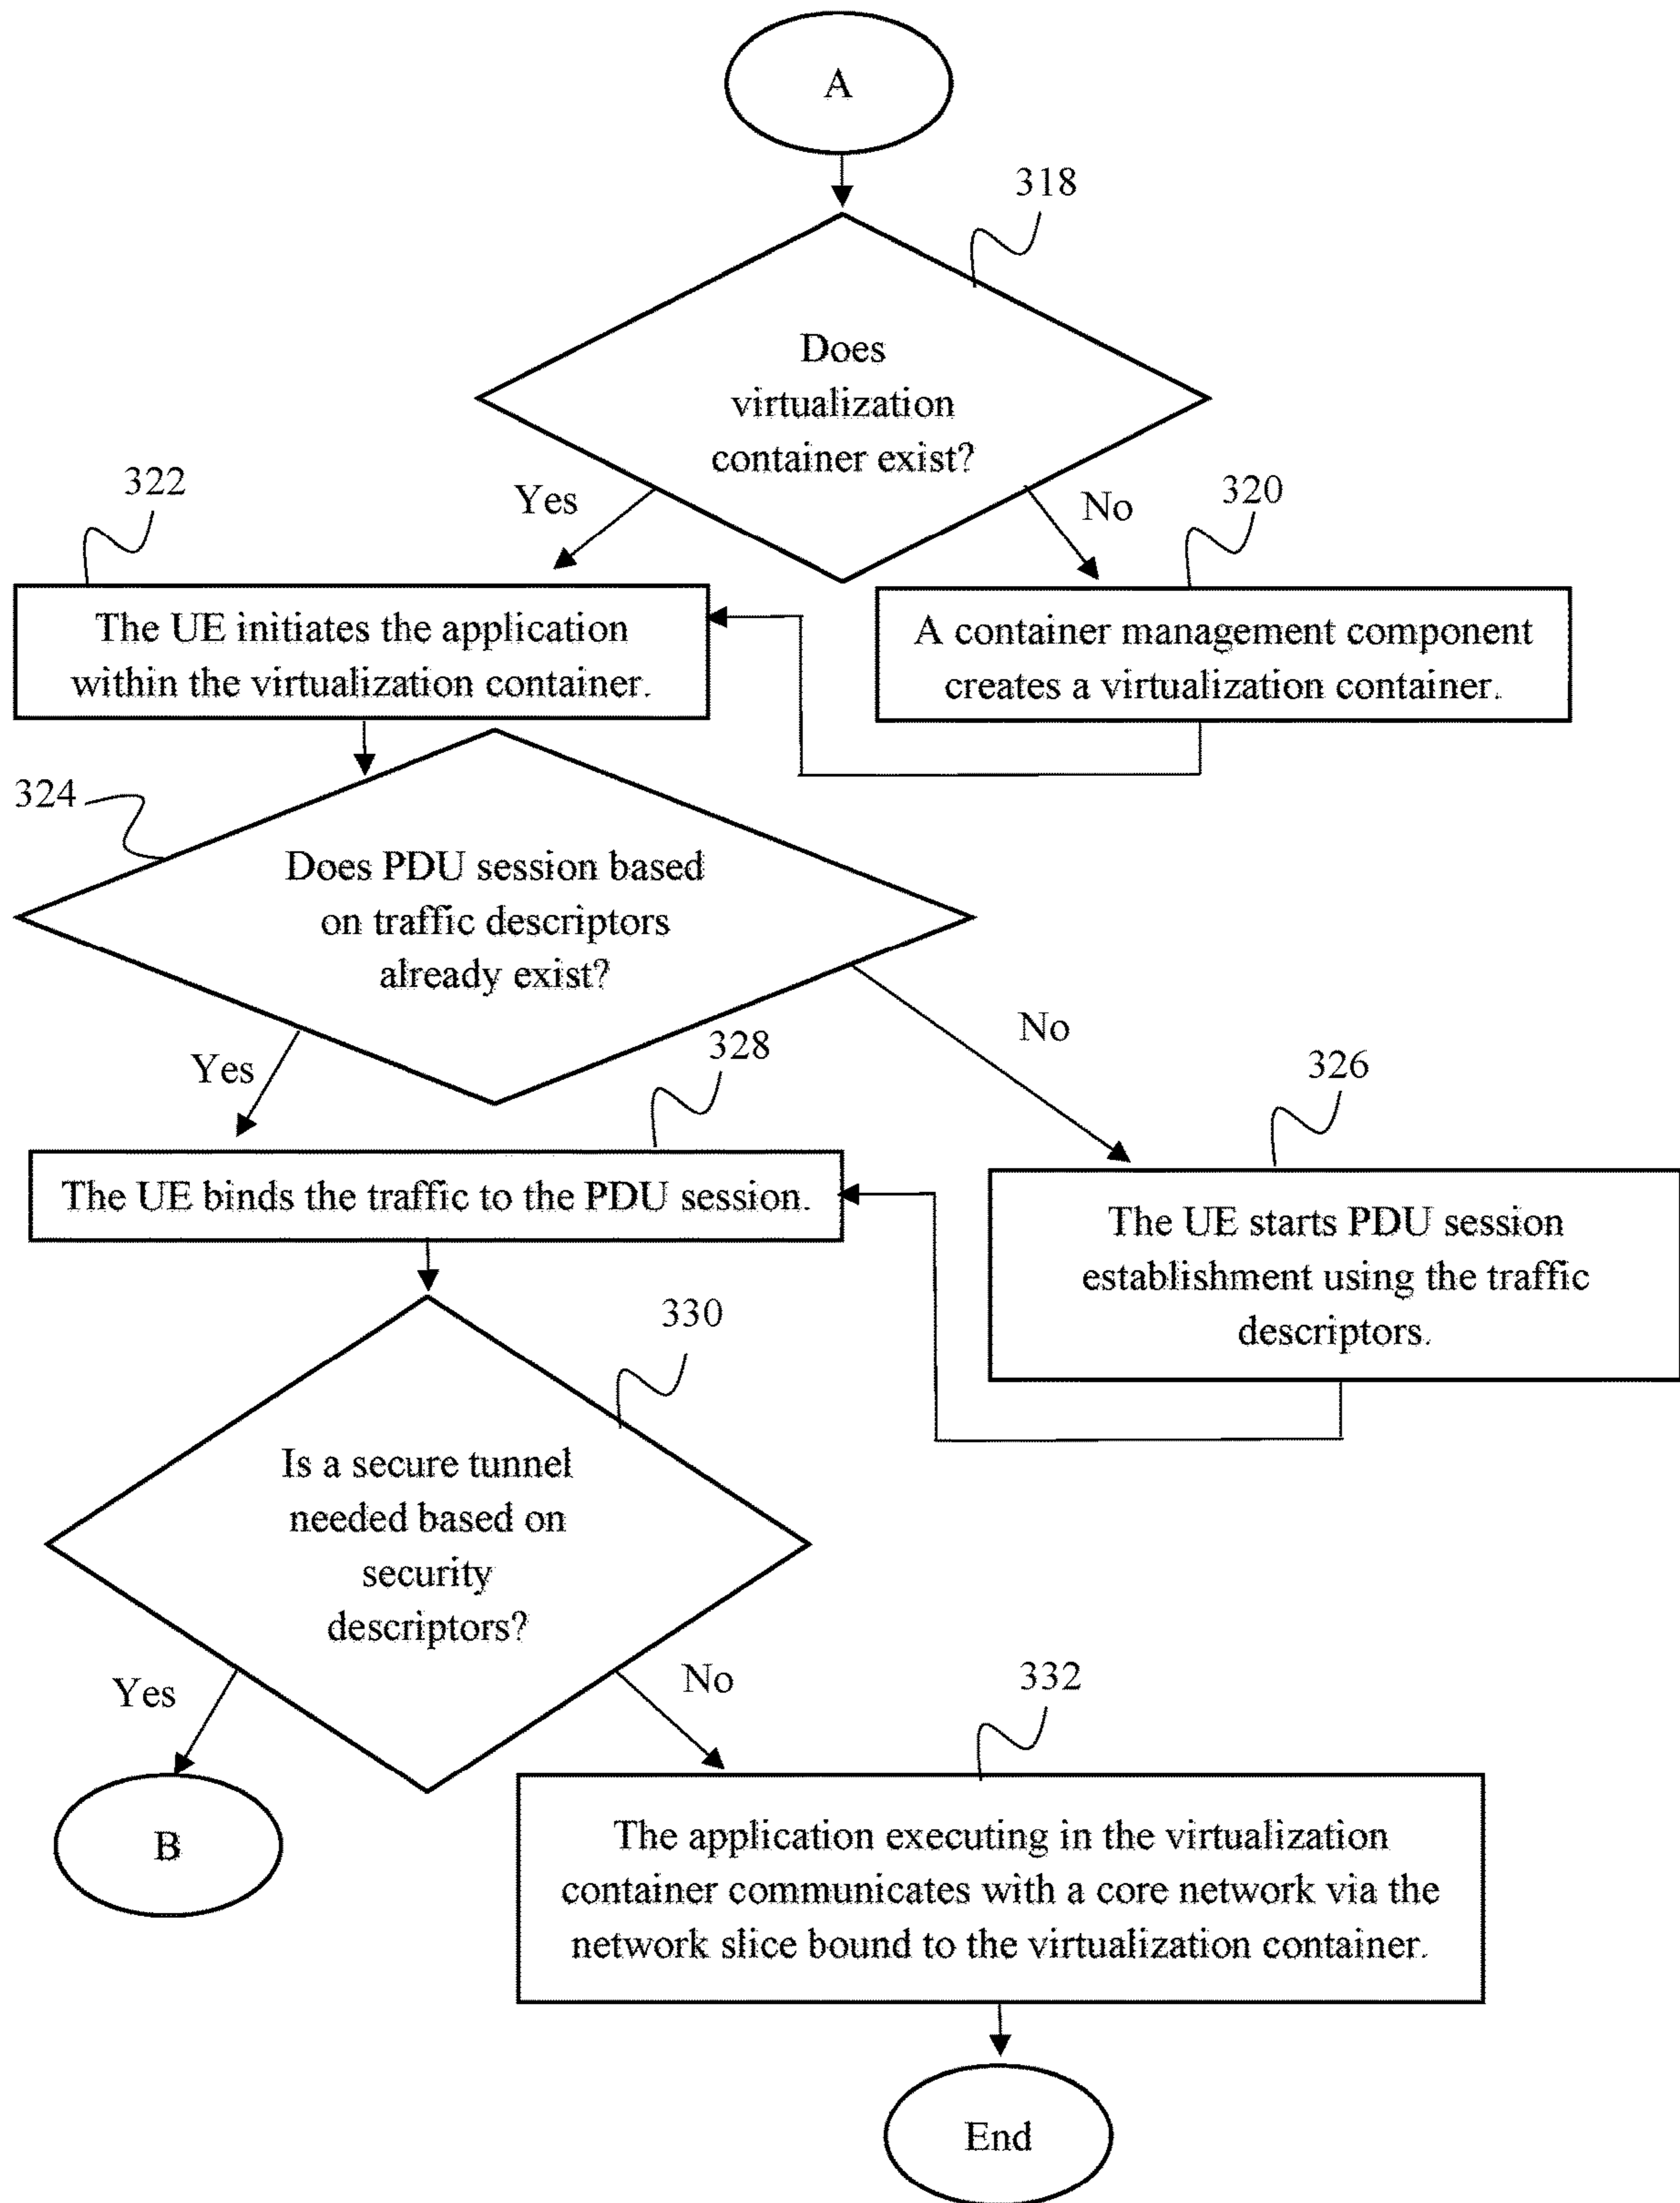 A
318
Does
virtualization
container exist?
Yes
No
322
320
The UE initiates the application
within the virtualization container.
A container management component
creates a virtualization container.
324
Does PDU session based
on traffic descriptors
already exist?
Yes
No
328
326
The UE binds the traffic to the PDU session.
The UE starts PDU session
establishment using the traffic
descriptors.
330
Is a secure tunnel
needed based on
security
descriptors?
Yes
No
332
B
The application executing in the virtualization
container communicates with a core network via the
network slice bound to the virtualization container.
End